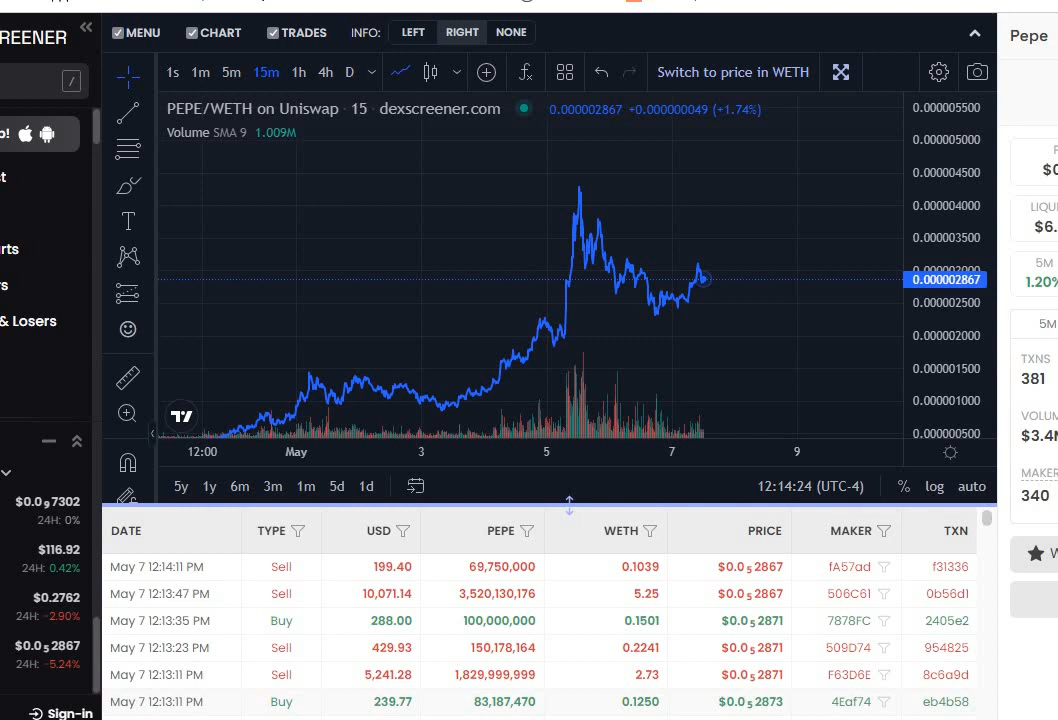 REENER
MENU CHART TRADES INFO: LEFT RIGHT NONE
Pepe
/
1s 1m 5m 15m 1h 4h D Switch to price in WETH
PEPE/WETH on Uniswap · 15 · dexscreener.com 0.000002867 +0.000000049 (+1.74%)
Volume SMA 9 1.009M
0.000005500
0.000005000
0.000004500
0.000004000
0.000003500
0.000002867
0.000002500
0.000002000
0.000001500
0.000001000
0.000000500
p!
t
rts
rs
& Losers
T
12:00 May 3 5 7 9
5y 1y 6m 3m 1m 5d 1d 12:14:24 (UTC-4) % log auto
$0.0₉7302
24H: 0%
$116.92
24H: 0.42%
$0.2762
24H: -2.90%
$0.0₅2867
24H: -5.24%
Sign-in
DATE TYPE USD PEPE WETH PRICE MAKER TXN
May 7 12:14:11 PM Sell 199.40 69,750,000 0.1039 $0.0₅2867 fA57ad f31336
May 7 12:13:47 PM Sell 10,071.14 3,520,130,176 5.25 $0.0₅2867 506C61 0b56d1
May 7 12:13:35 PM Buy 288.00 100,000,000 0.1501 $0.0₅2871 7878FC 2405e2
May 7 12:13:23 PM Sell 429.93 150,178,164 0.2241 $0.0₅2871 509D74 954825
May 7 12:13:11 PM Sell 5,241.28 1,829,999,999 2.73 $0.0₅2871 F63D6E 8c6a9d
May 7 12:13:11 PM Buy 239.77 83,187,470 0.1250 $0.0₅2873 4Eaf74 eb4b58
P
$0
LIQU
$6.
5M
1.20%
5M
TXNS
381
VOLUM
$3.4M
MAKER
340
W